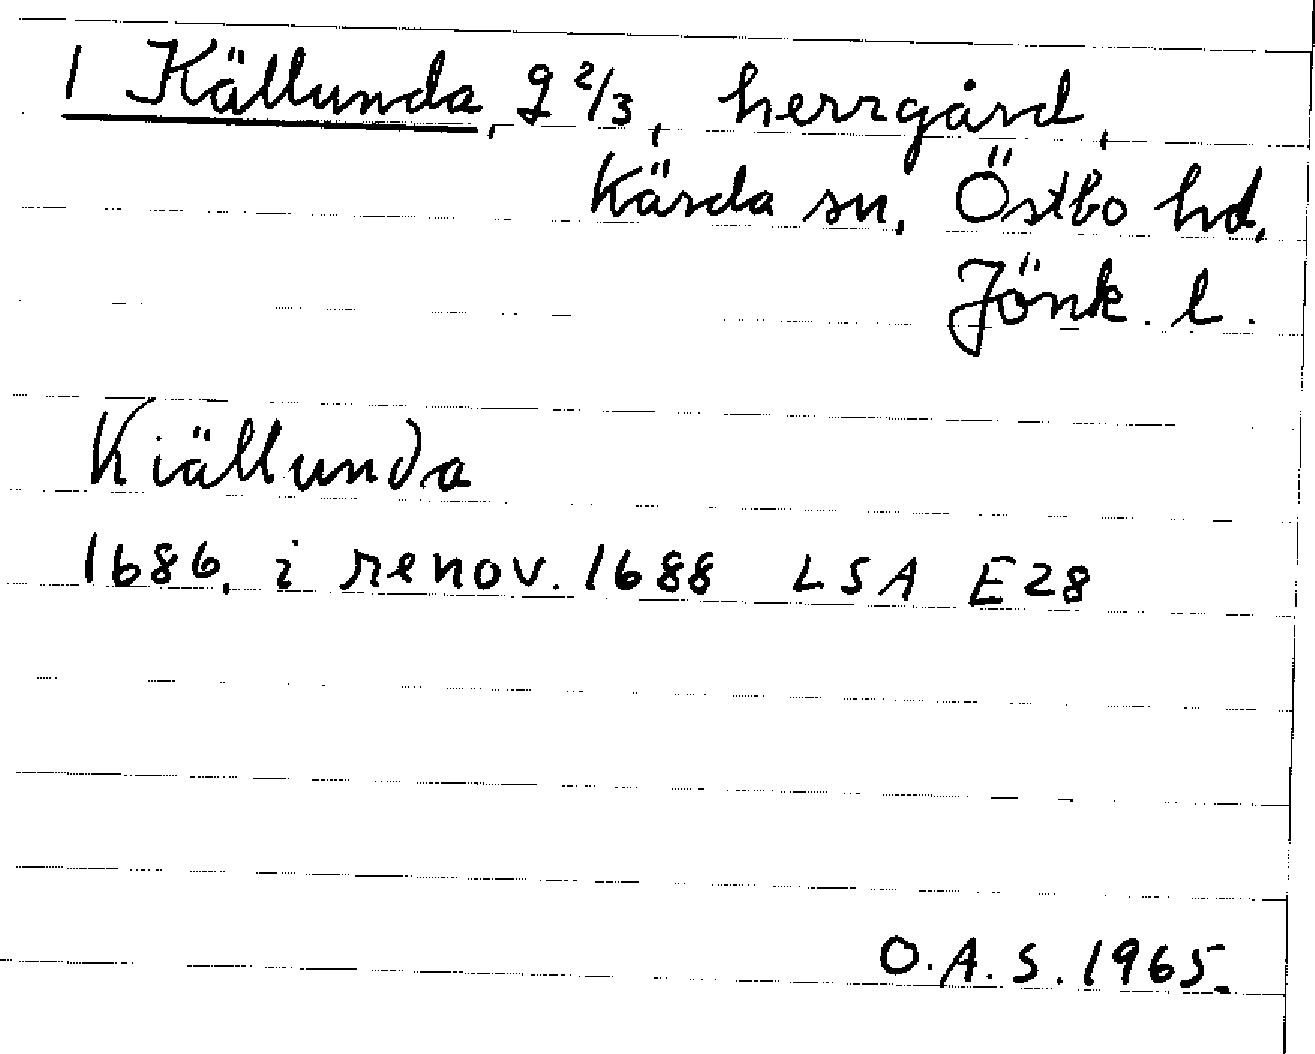 1 Källunda, 2 2/3, herrgård,
Kärda sn, Östbo hd,
Jönk. l.
Kiällunda
1686, i renov. 1688 LSA E28
O.A.S. 1965.